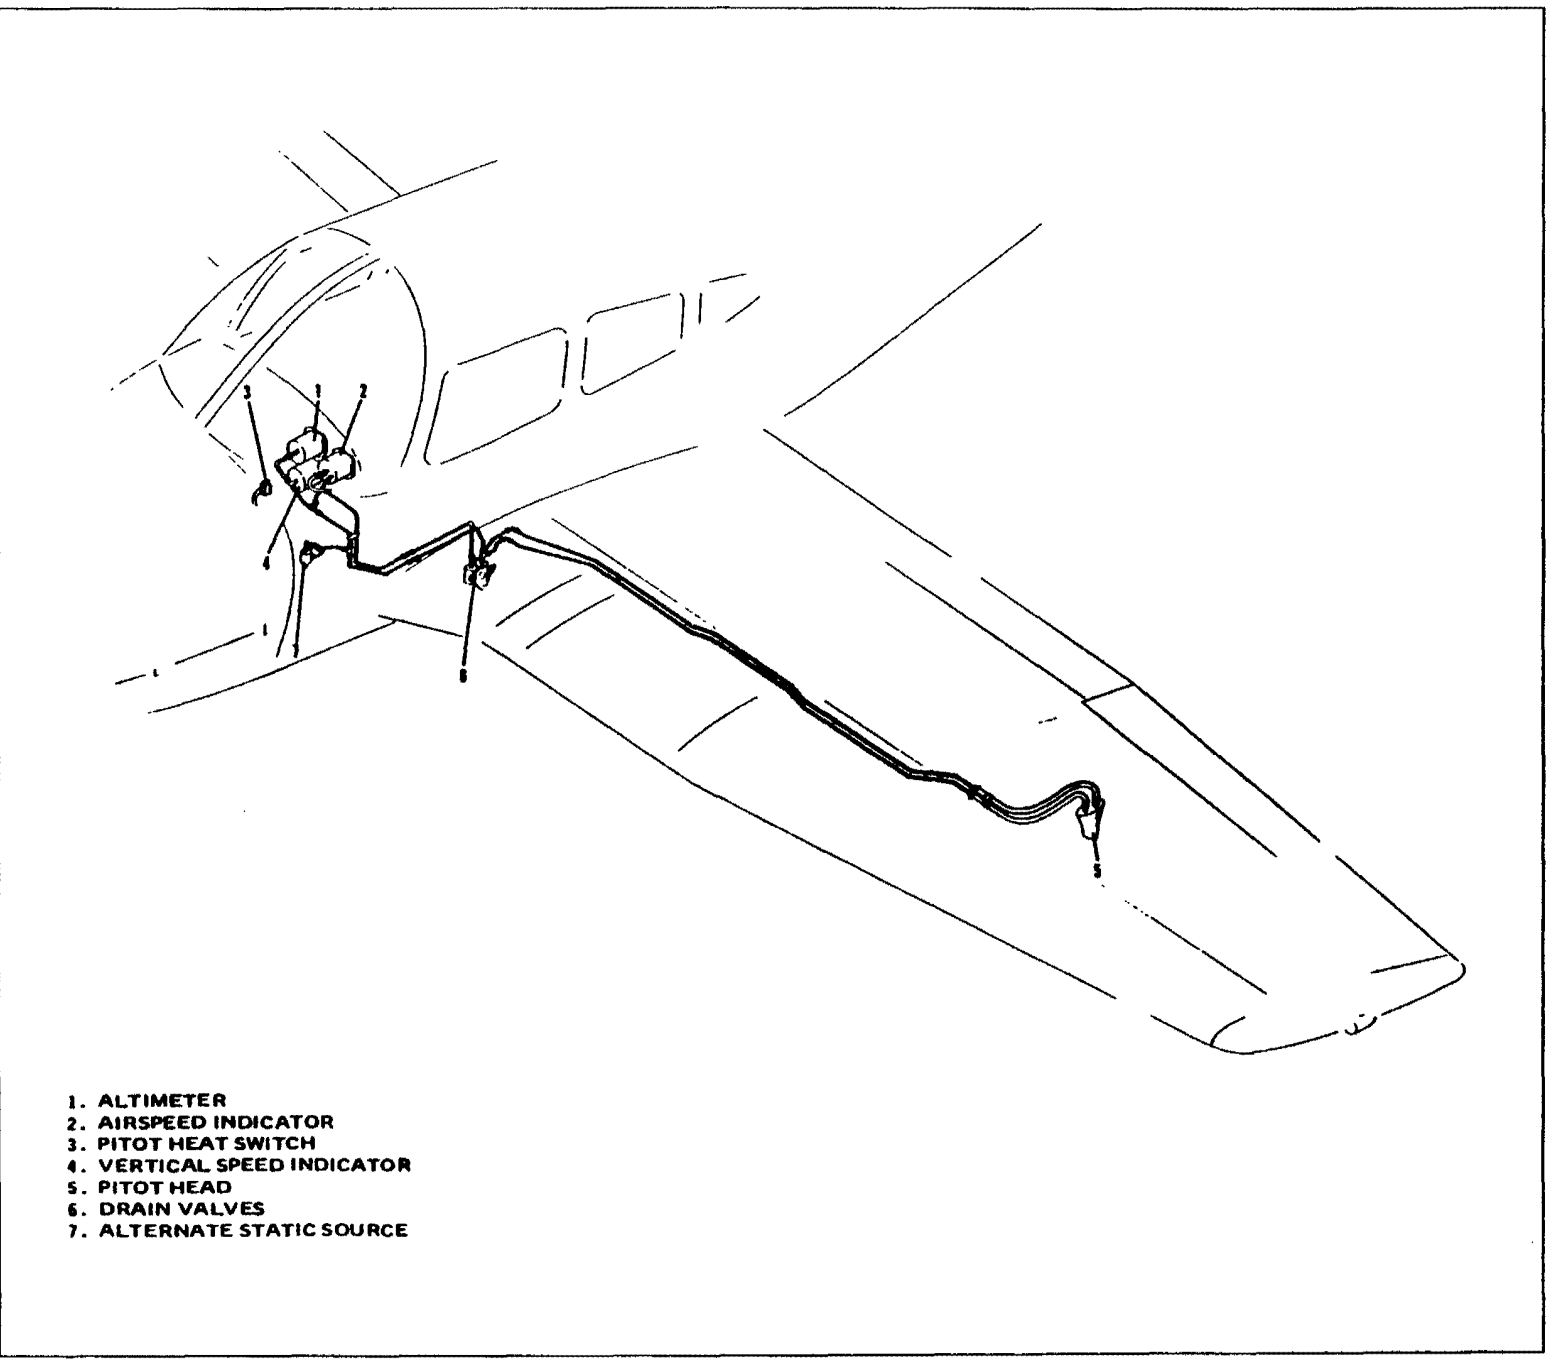 3
1
2
4
7
6
5
1. ALTIMETER
2. AIRSPEED INDICATOR
3. PITOT HEAT SWITCH
4. VERTICAL SPEED INDICATOR
5. PITOT HEAD
6. DRAIN VALVES
7. ALTERNATE STATIC SOURCE